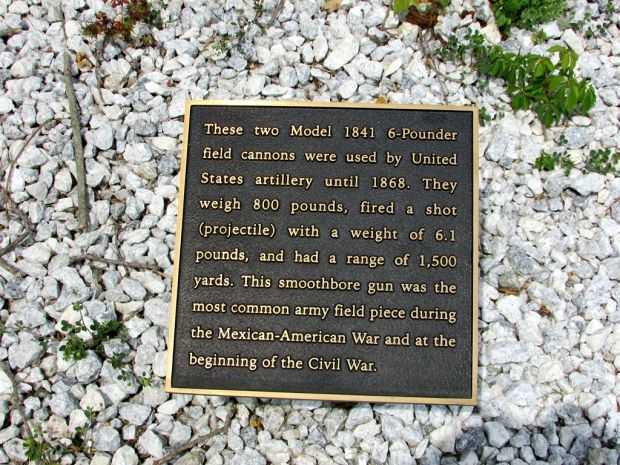 These two Model 1841 6-Pounder
field cannons were used by United
States artillery until 1868. They
weigh 800 pounds, fired a shot
(projectile) with a weight of 6.1
pounds, and had a range of 1,500
yards. This smoothbore gun was the
most common army field piece during
the Mexican-American War and at the
beginning of the Civil War.